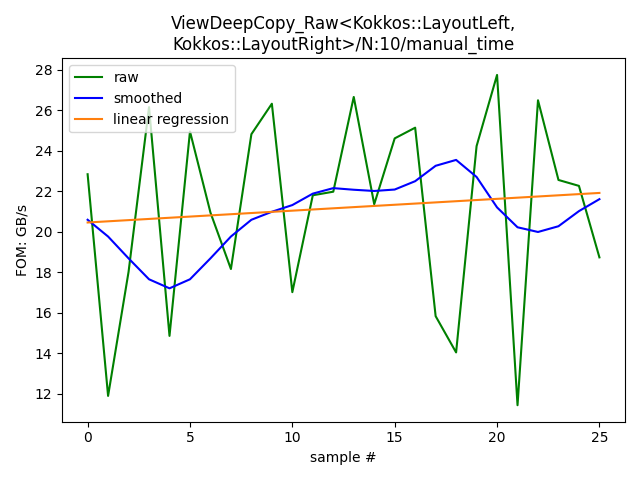 ViewDeepCopy_Raw<Kokkos::LayoutLeft,
Kokkos::LayoutRight>/N:10/manual_time
raw
smoothed
linear regression
FOM: GB/s
28
26
24
22
20
18
16
14
12
0
5
10
15
20
25
sample #